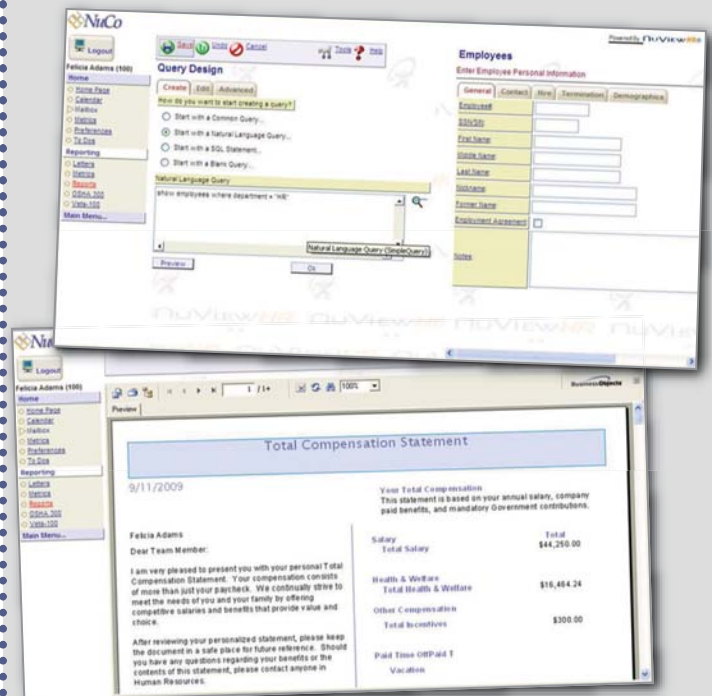 NuCo
Powered By NuViewHR
Logout
Felicia Adams (100)
Home
Home Page
Calendar
Mailbox
Metrics
Preferences
To Dos
Reporting
Letters
Metrics
Reports
OSHA 300
Vets-100
Main Menu...
Save Undo Cancel Tools Help
Query Design
Create Edit Advanced
How do you want to start creating a query?
Start with a Common Query...
Start with a Natural Language Query...
Start with a SQL Statement...
Start with a Blank Query...
Natural Language Query
show employees where department = "HR"
Natural Language Query (SimpleQuery)
Preview
Ok
Employees
Enter Employee Personal Information
General Contact Hire Termination Demographics
Employee#
SSN/SIN
First Name
Middle Name
Last Name
Nickname
Former Name
Employment Agreement
Notes
NuViewHR NuViewHR NuViewHR NuView
Nu
Logout
Felicia Adams (100)
Home
Home Page
Calendar
Mailbox
Metrics
Preferences
To Dos
Reporting
Letters
Metrics
Reports
OSHA 300
Vets-100
Main Menu...
1 / 1+
100%
Business Objects
Preview
Total Compensation Statement
9/11/2009
Your Total Compensation
This statement is based on your annual salary, company
paid benefits, and mandatory Government contributions.
Felicia Adams
Dear Team Member:
I am very pleased to present you with your personal Total
Compensation Statement. Your compensation consists
of more than just your paycheck. We continually strive to
meet the needs of you and your family by offering
competitive salaries and benefits that provide value and
choice.
After reviewing your personalized statement, please keep
the document in a safe place for future reference. Should
you have any questions regarding your benefits or the
contents of this statement, please contact anyone in
Human Resources.
Salary Total
Total Salary $44,250.00
Health & Welfare
Total Health & Welfare $16,464.24
Other Compensation
Total Incentives $300.00
Paid Time OffPaid T
Vacation